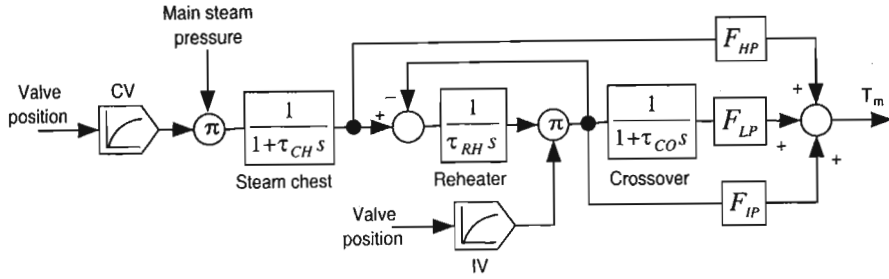 Main steam
pressure
Valve
position
CV
π
1
1+τ_CH s
Steam chest
+
−
1
τ_RH s
Reheater
π
Valve
position
IV
1
1+τ_CO s
Crossover
F_HP
F_LP
F_IP
+
+
+
T_m